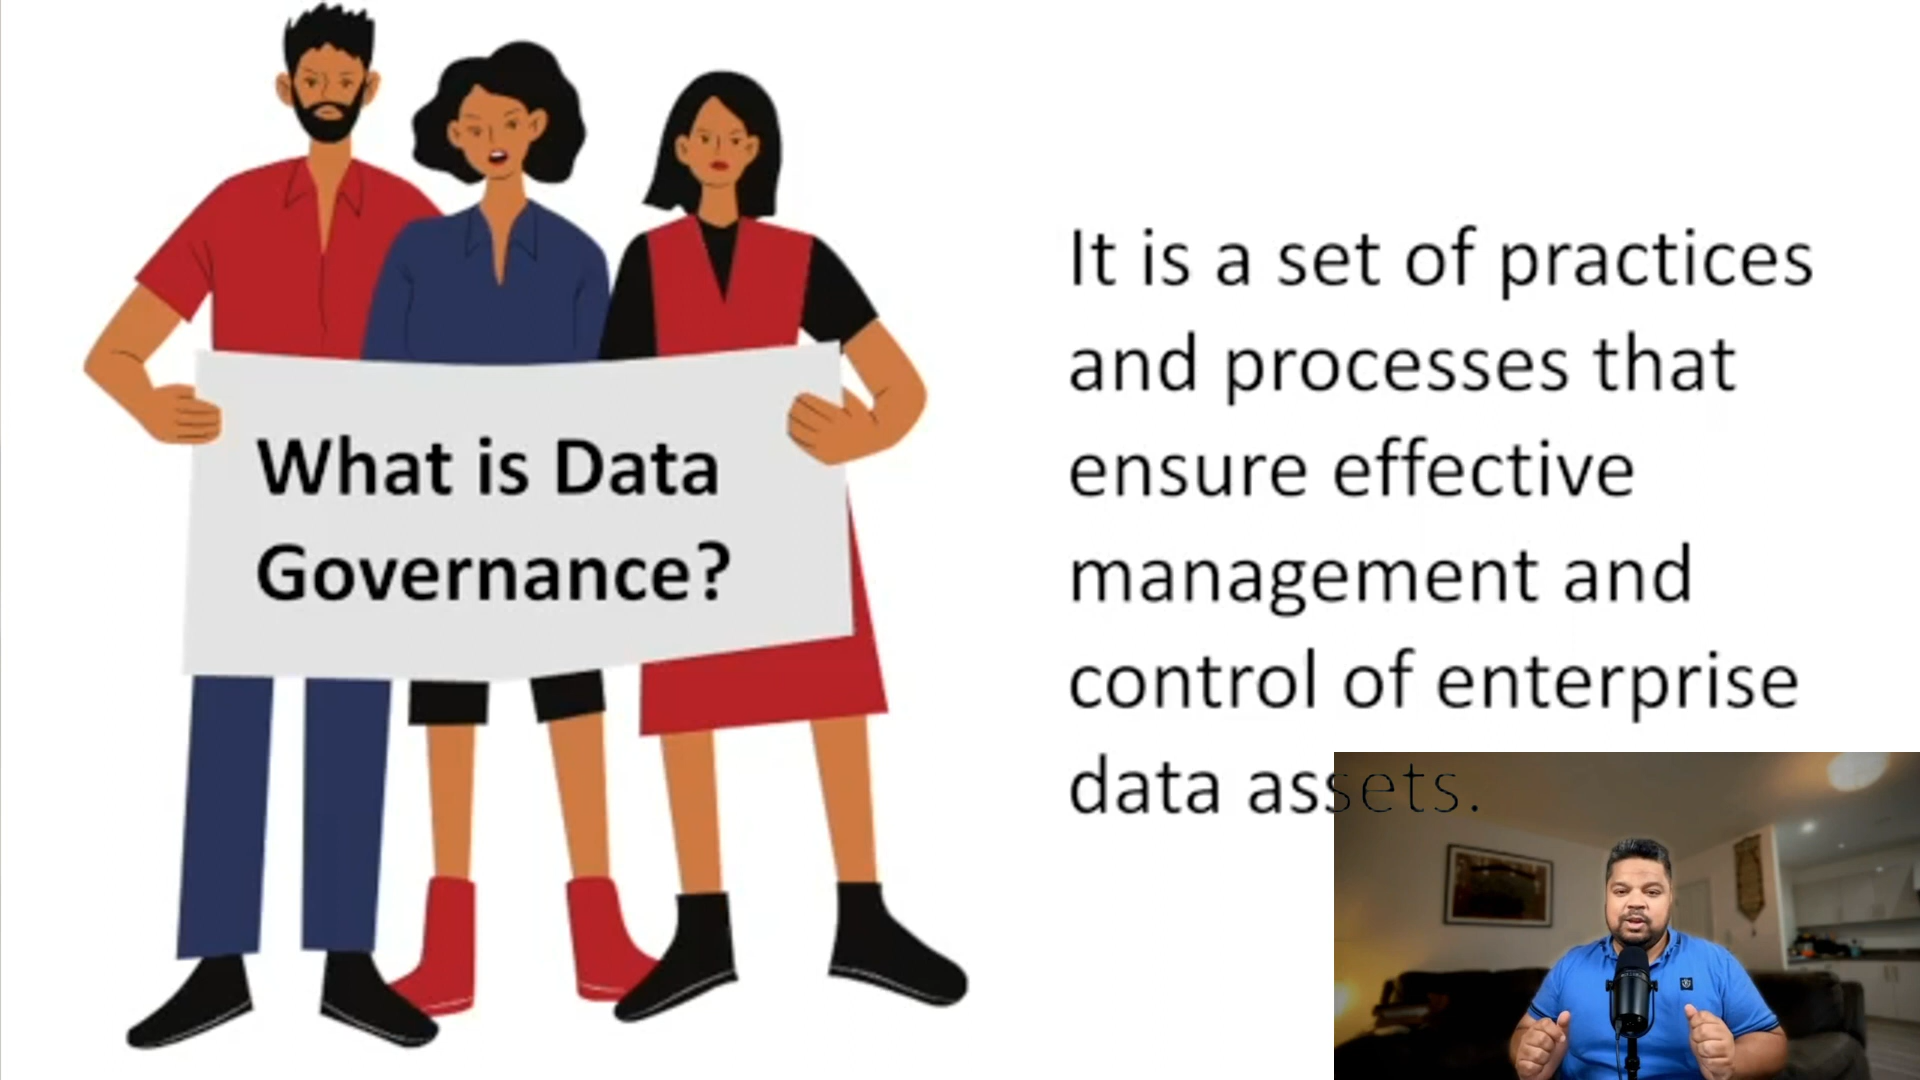 What is Data
Governance?
It is a set of practices
and processes that
ensure effective
management and
control of enterprise
data assets.